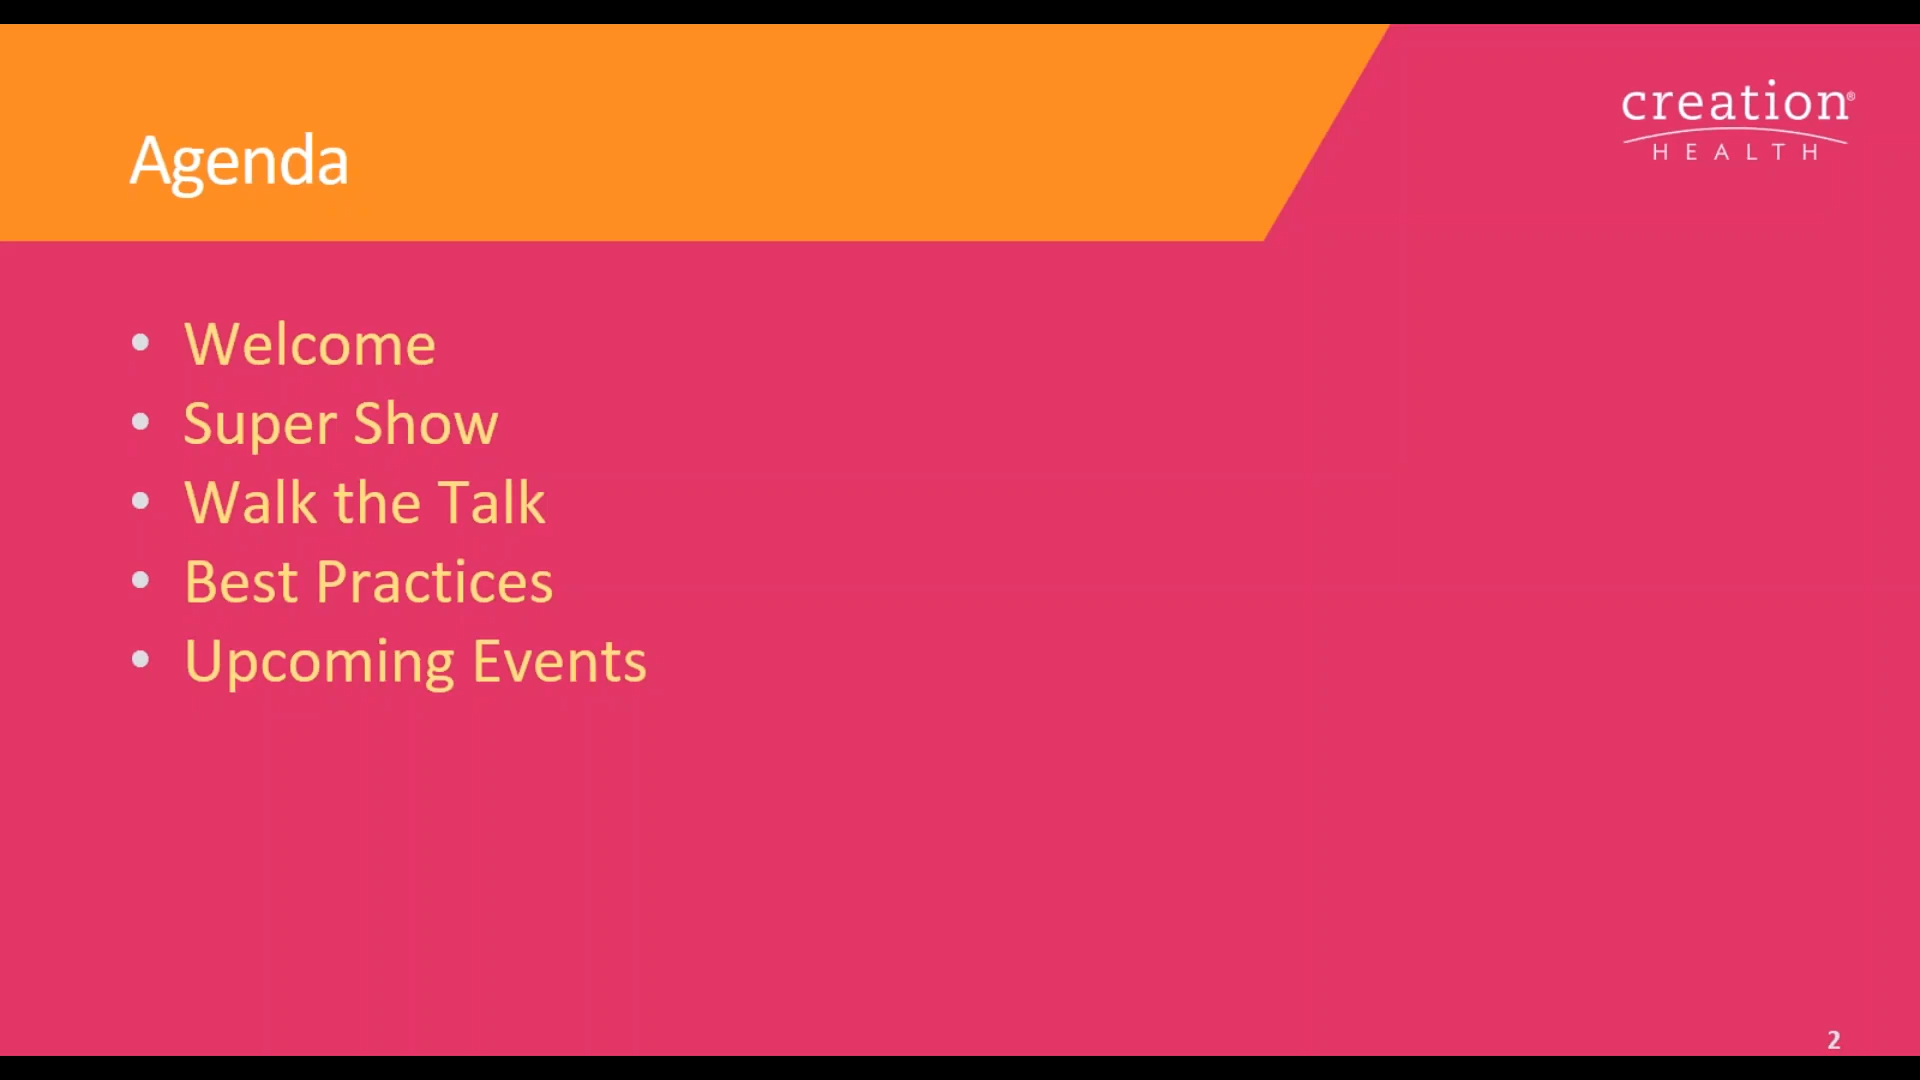 creation®
HEALTH
Agenda
• Welcome
• Super Show
• Walk the Talk
• Best Practices
• Upcoming Events
2